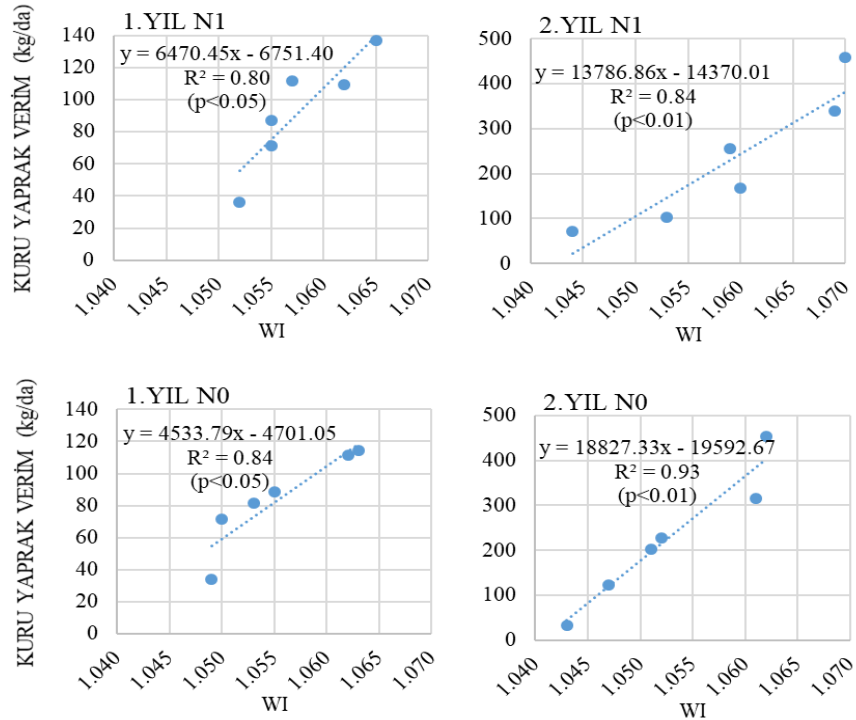 1.YIL N1
KURU YAPRAK VERİM (kg/da)
140
120
100
80
60
40
20
0
y = 6470.45x - 6751.40
R² = 0.80
(p<0.05)
1.040
1.045
1.050
1.055
1.060
1.065
1.070
WI
2.YIL N1
500
400
300
200
100
0
y = 13786.86x - 14370.01
R² = 0.84
(p<0.01)
1.040
1.045
1.050
1.055
1.060
1.065
1.070
WI
1.YIL N0
KURU YAPRAK VERİM (kg/da)
140
120
100
80
60
40
20
0
y = 4533.79x - 4701.05
R² = 0.84
(p<0.05)
1.040
1.045
1.050
1.055
1.060
1.065
1.070
WI
2.YIL N0
500
400
300
200
100
0
y = 18827.33x - 19592.67
R² = 0.93
(p<0.01)
1.040
1.045
1.050
1.055
1.060
1.065
1.070
WI